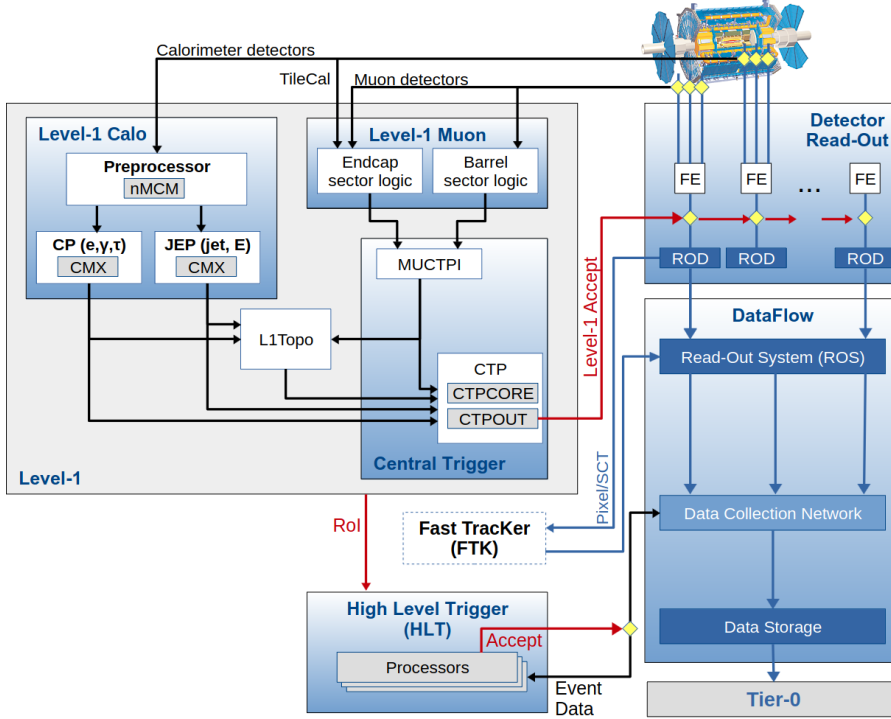 Calorimeter detectors
TileCal
Muon detectors
Level-1 Calo
Preprocessor
nMCM
CP (e,γ,τ)
CMX
JEP (jet, E)
CMX
Level-1 Muon
Endcap
sector logic
Barrel
sector logic
MUCTPI
L1Topo
CTP
CTPCORE
CTPOUT
Central Trigger
Level-1
Level-1 Accept
Detector
Read-Out
FE
FE
...
FE
ROD
ROD
ROD
DataFlow
Read-Out System (ROS)
Pixel/SCT
Data Collection Network
Data Storage
Tier-0
RoI
Fast TracKer
(FTK)
High Level Trigger
(HLT)
Accept
Processors
Event
Data